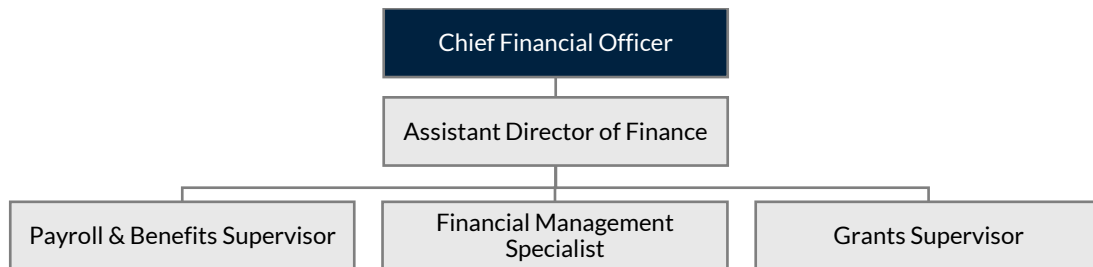 Chief Financial Officer
Assistant Director of Finance
Payroll & Benefits Supervisor
Financial Management
Specialist
Grants Supervisor